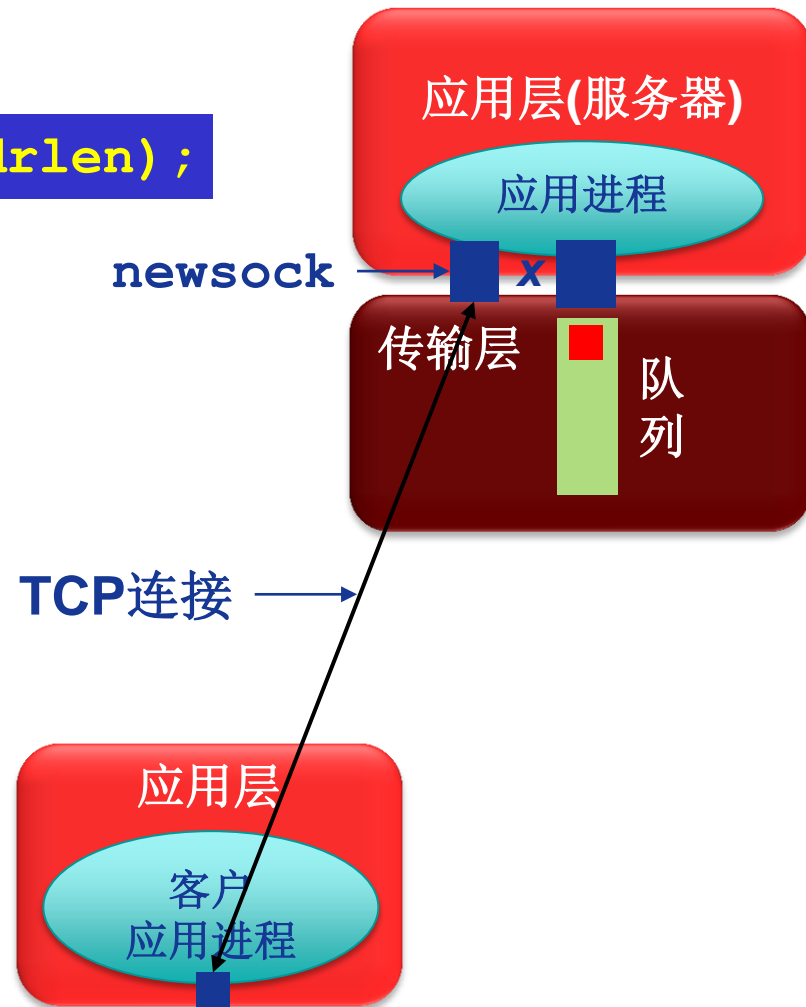 应用层(服务器)
drlen);
应用进程
newsock
x
传输层
队
列
TCP连接
应用层
客户
应用进程